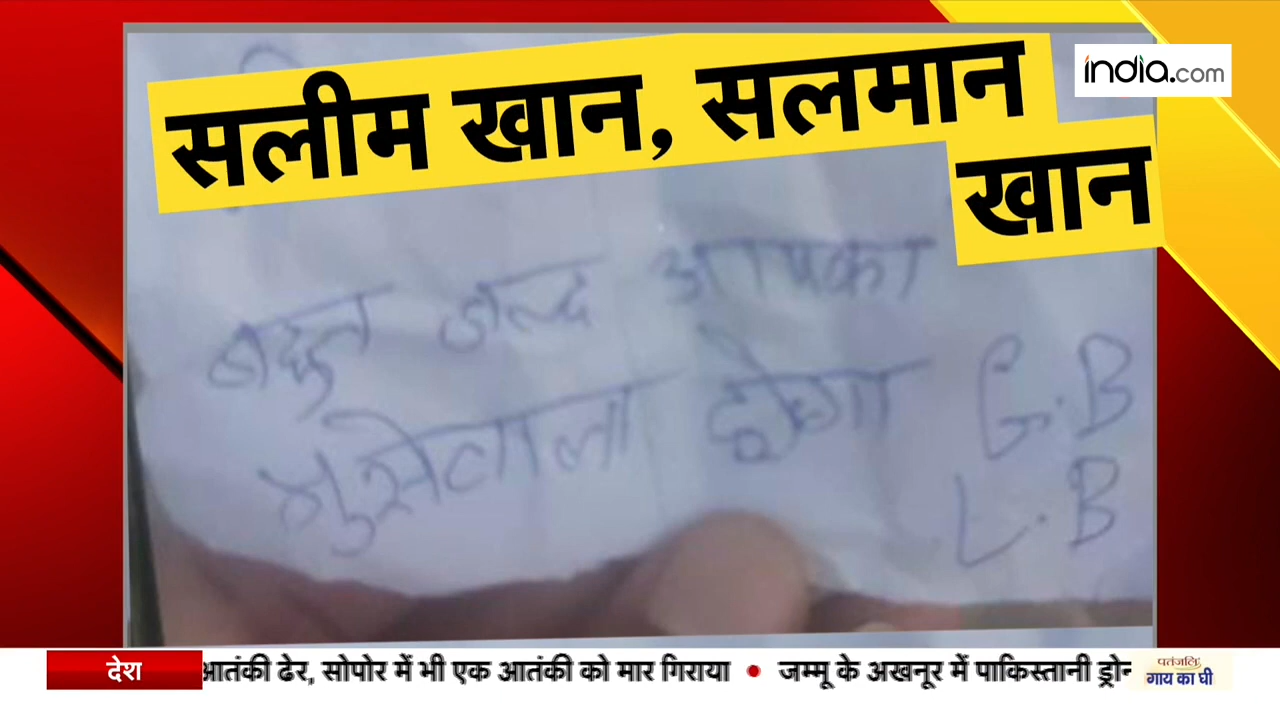 india.com
सलीम खान, सलमान
खान
बहुत जल्द आपका
मुसेवाला होगा G.B
L.B
देश
आतंकी ढेर, सोपोर में भी एक आतंकी को मार गिराया • जम्मू के अखनूर में पाकिस्तानी ड्रोन
पतंजलि
गाय का घी